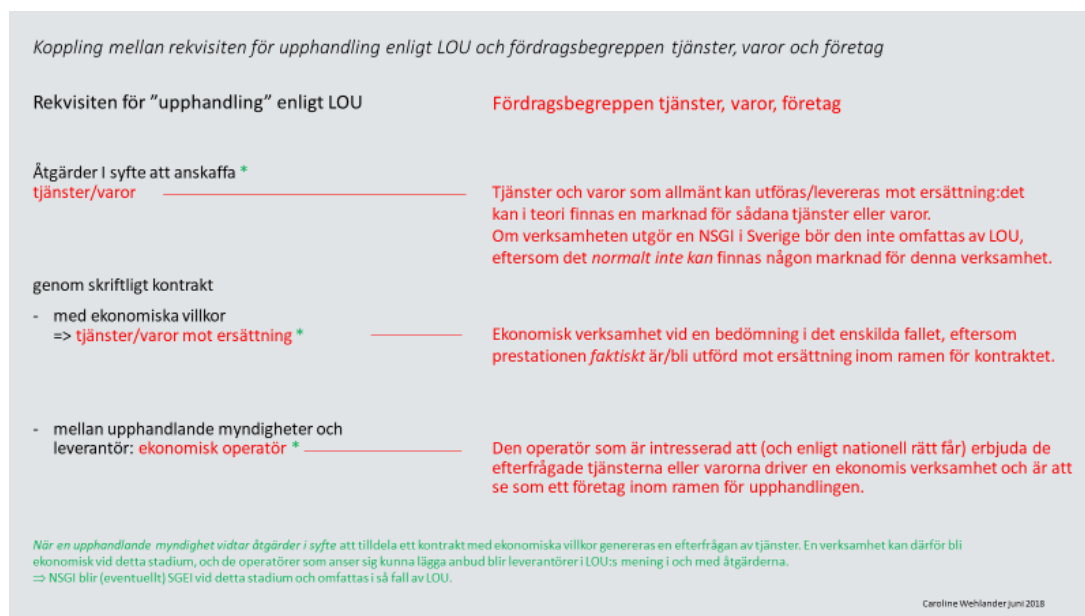 Koppling mellan rekvisiten för upphandling enligt LOU och fördragsbegreppen tjänster, varor och företag
Rekvisiten för ”upphandling” enligt LOU
Fördragsbegreppen tjänster, varor, företag
Åtgärder I syfte att anskaffa *
tjänster/varor
Tjänster och varor som allmänt kan utföras/levereras mot ersättning:det
kan i teori finnas en marknad för sådana tjänster eller varor.
Om verksamheten utgör en NSGI i Sverige bör den inte omfattas av LOU,
eftersom det normalt inte kan finnas någon marknad för denna verksamhet.
genom skriftligt kontrakt
- med ekonomiska villkor
=> tjänster/varor mot ersättning *
Ekonomisk verksamhet vid en bedömning i det enskilda fallet, eftersom
prestationen faktiskt är/bli utförd mot ersättning inom ramen för kontraktet.
- mellan upphandlande myndigheter och
leverantör: ekonomisk operatör *
Den operatör som är intresserad att (och enligt nationell rätt får) erbjuda de
efterfrågade tjänsterna eller varorna driver en ekonomis verksamhet och är att
se som ett företag inom ramen för upphandlingen.
När en upphandlande myndighet vidtar åtgärder i syfte att tilldela ett kontrakt med ekonomiska villkor genereras en efterfrågan av tjänster. En verksamhet kan därför bli
ekonomisk vid detta stadium, och de operatörer som anser sig kunna lägga anbud blir leverantörer i LOU:s mening i och med åtgärderna.
⇒ NSGI blir (eventuellt) SGEI vid detta stadium och omfattas i så fall av LOU.
Caroline Wehlander juni 2018